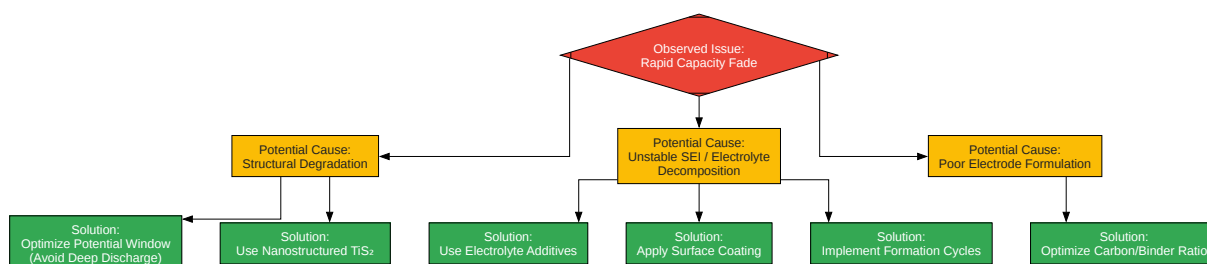 Observed Issue:
Rapid Capacity Fade
Potential Cause:
Structural Degradation
Potential Cause:
Unstable SEI / Electrolyte
Decomposition
Potential Cause:
Poor Electrode Formulation
Solution:
Optimize Potential Window
(Avoid Deep Discharge)
Solution:
Use Nanostructured TiS₂
Solution:
Use Electrolyte Additives
Solution:
Apply Surface Coating
Solution:
Implement Formation Cycles
Solution:
Optimize Carbon/Binder Ratio